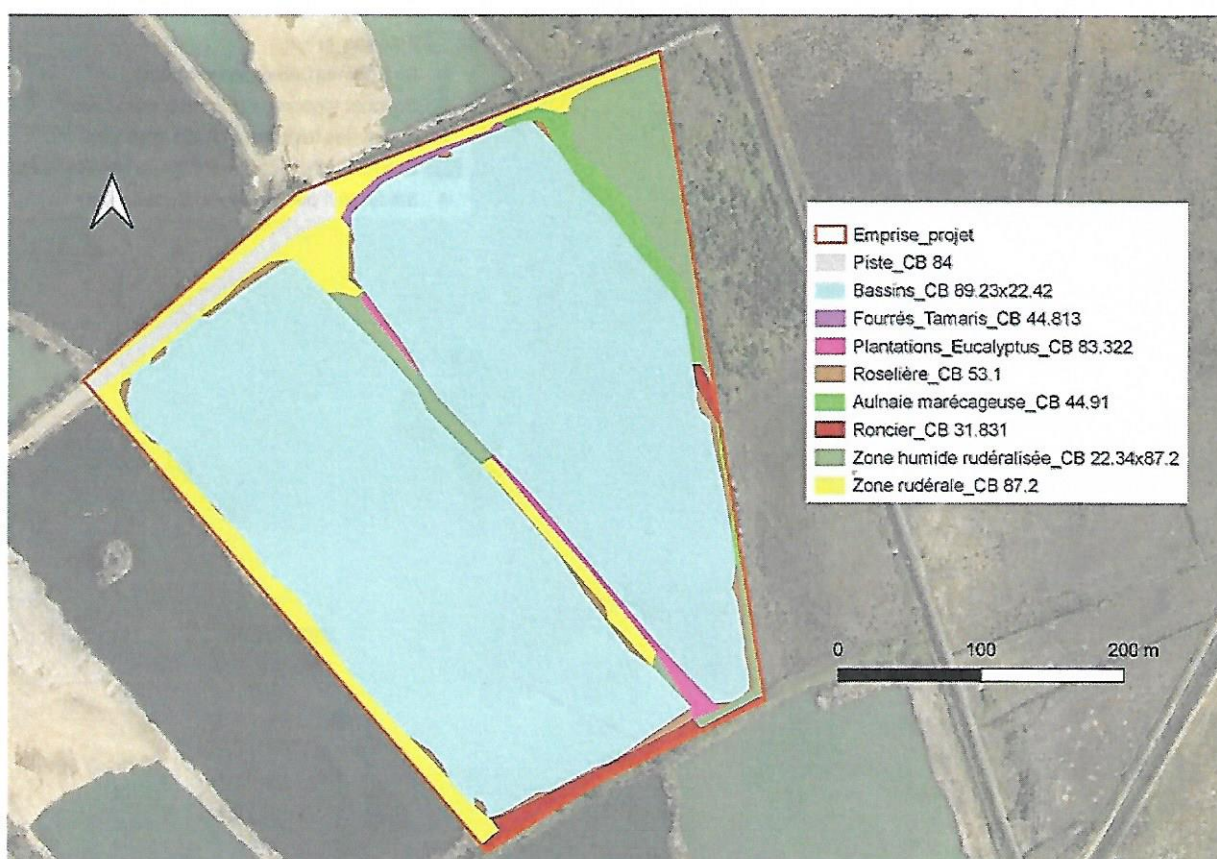 Emprise_projet
Piste_CB 84
Bassins_CB 89.23x22.42
Fourrés_Tamaris_CB 44.813
Plantations_Eucalyptus_CB 83.322
Roselière_CB 53.1
Aulnaie marécageuse_CB 44.91
Roncier_CB 31.831
Zone humide rudéralisée_CB 22.34x87.2
Zone rudérale_CB 87.2
0 100 200 m